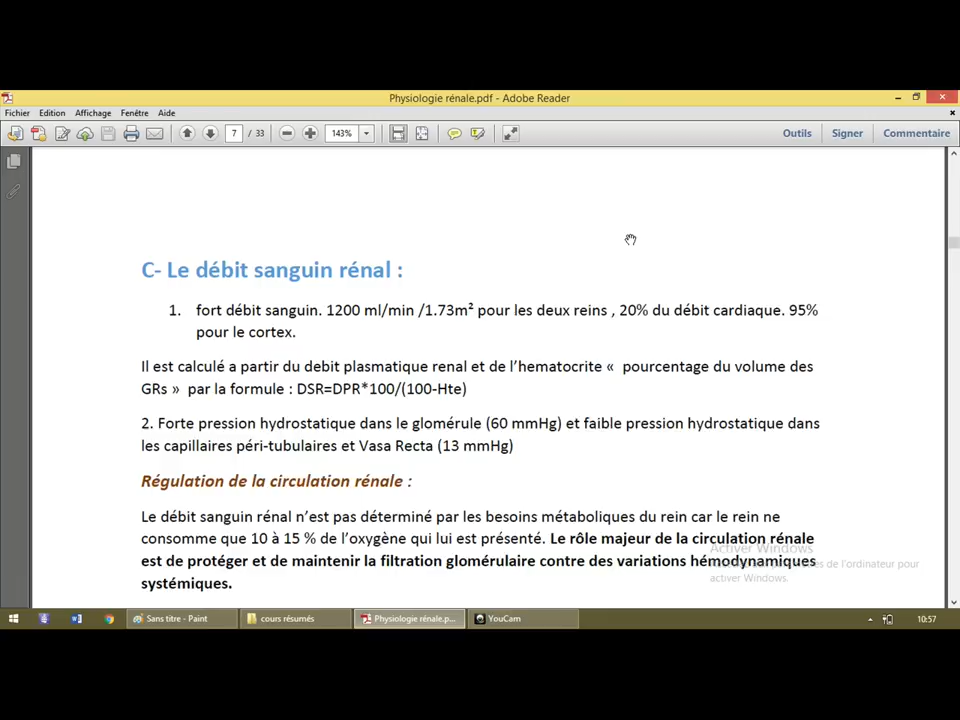 Physiologie rénale.pdf - Adobe Reader
Fichier Edition Affichage Fenêtre Aide
7 / 33 143% Outils Signer Commentaire
C- Le débit sanguin rénal :
1. fort débit sanguin. 1200 ml/min /1.73m² pour les deux reins , 20% du débit cardiaque. 95%
pour le cortex.
Il est calculé a partir du debit plasmatique renal et de l’hematocrite « pourcentage du volume des
GRs » par la formule : DSR=DPR*100/(100-Hte)
2. Forte pression hydrostatique dans le glomérule (60 mmHg) et faible pression hydrostatique dans
les capillaires péri-tubulaires et Vasa Recta (13 mmHg)
Régulation de la circulation rénale :
Le débit sanguin rénal n’est pas déterminé par les besoins métaboliques du rein car le rein ne
consomme que 10 à 15 % de l’oxygène qui lui est présenté. Le rôle majeur de la circulation rénale
est de protéger et de maintenir la filtration glomérulaire contre des variations hémodynamiques
systémiques.
Activer Windows
de l’ordinateur pour
activer Windows.
Sans titre - Paint cours résumés Physiologie rénale.p... YouCam 10:57